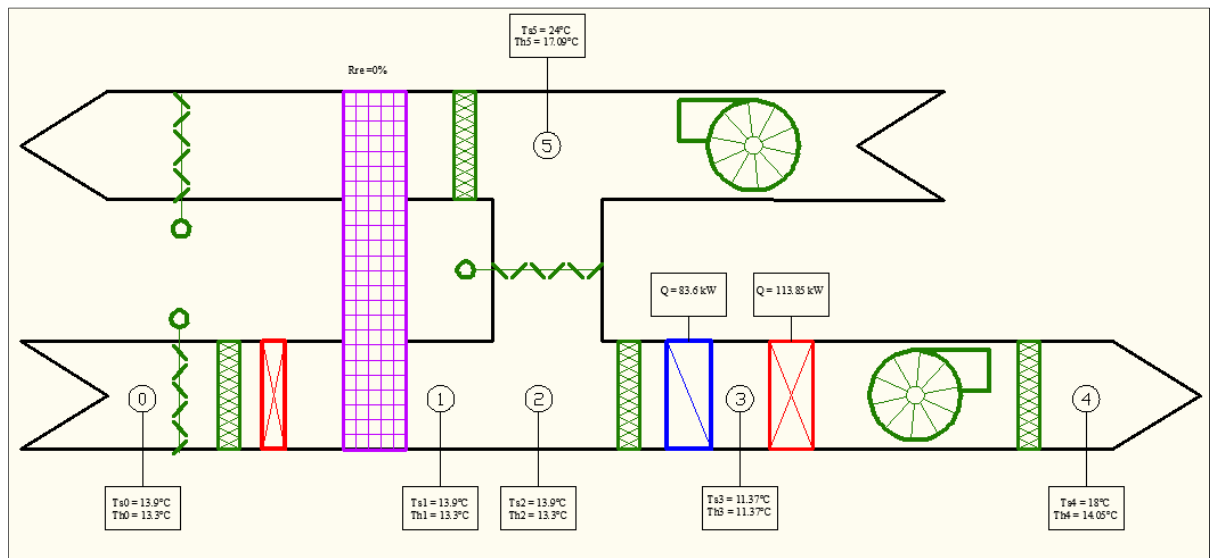 Ts5 = 24°C
Th5 = 17.09°C
Rre =0%
5
Q = 83.6 kW
Q = 113.85 kW
0
1
2
3
4
Ts0 = 13.9°C
Th0 = 13.3°C
Ts1 = 13.9°C
Th1 = 13.3°C
Ts2 = 13.9°C
Th2 = 13.3°C
Ts3 = 11.37°C
Th3 = 11.37°C
Ts4 = 18°C
Th4 = 14.05°C